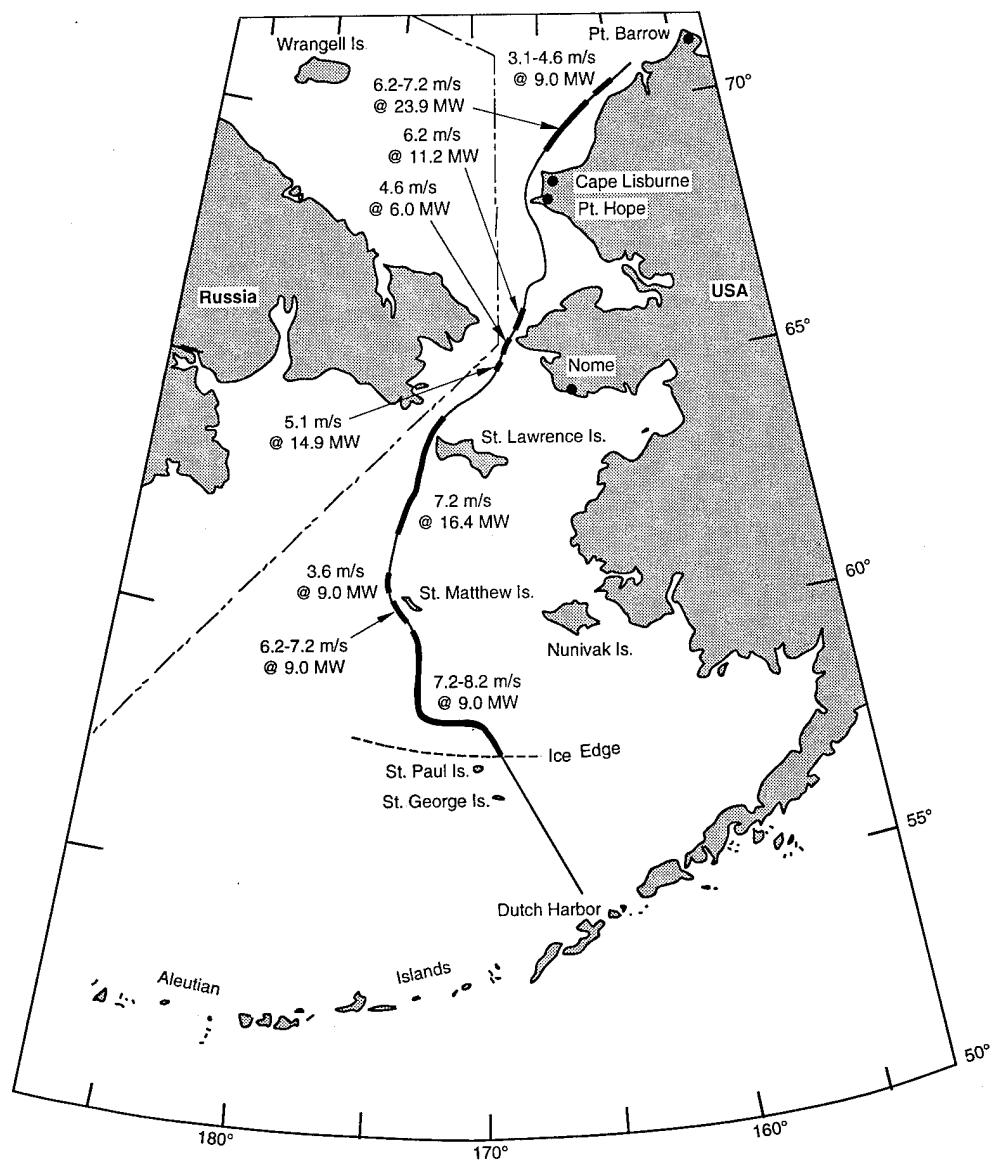 Pt. Barrow
Wrangell Is.
3.1-4.6 m/s
@ 9.0 MW
70°
6.2-7.2 m/s
@ 23.9 MW
6.2 m/s
@ 11.2 MW
Cape Lisburne
4.6 m/s
@ 6.0 MW
Pt. Hope
Russia
USA
65°
Nome
5.1 m/s
@ 14.9 MW
St. Lawrence Is.
7.2 m/s
@ 16.4 MW
3.6 m/s
@ 9.0 MW
60°
St. Matthew Is.
6.2-7.2 m/s
@ 9.0 MW
Nunivak Is.
7.2-8.2 m/s
@ 9.0 MW
Ice Edge
St. Paul Is.
St. George Is.
55°
Dutch Harbor
Aleutian Islands
50°
180°
170°
160°